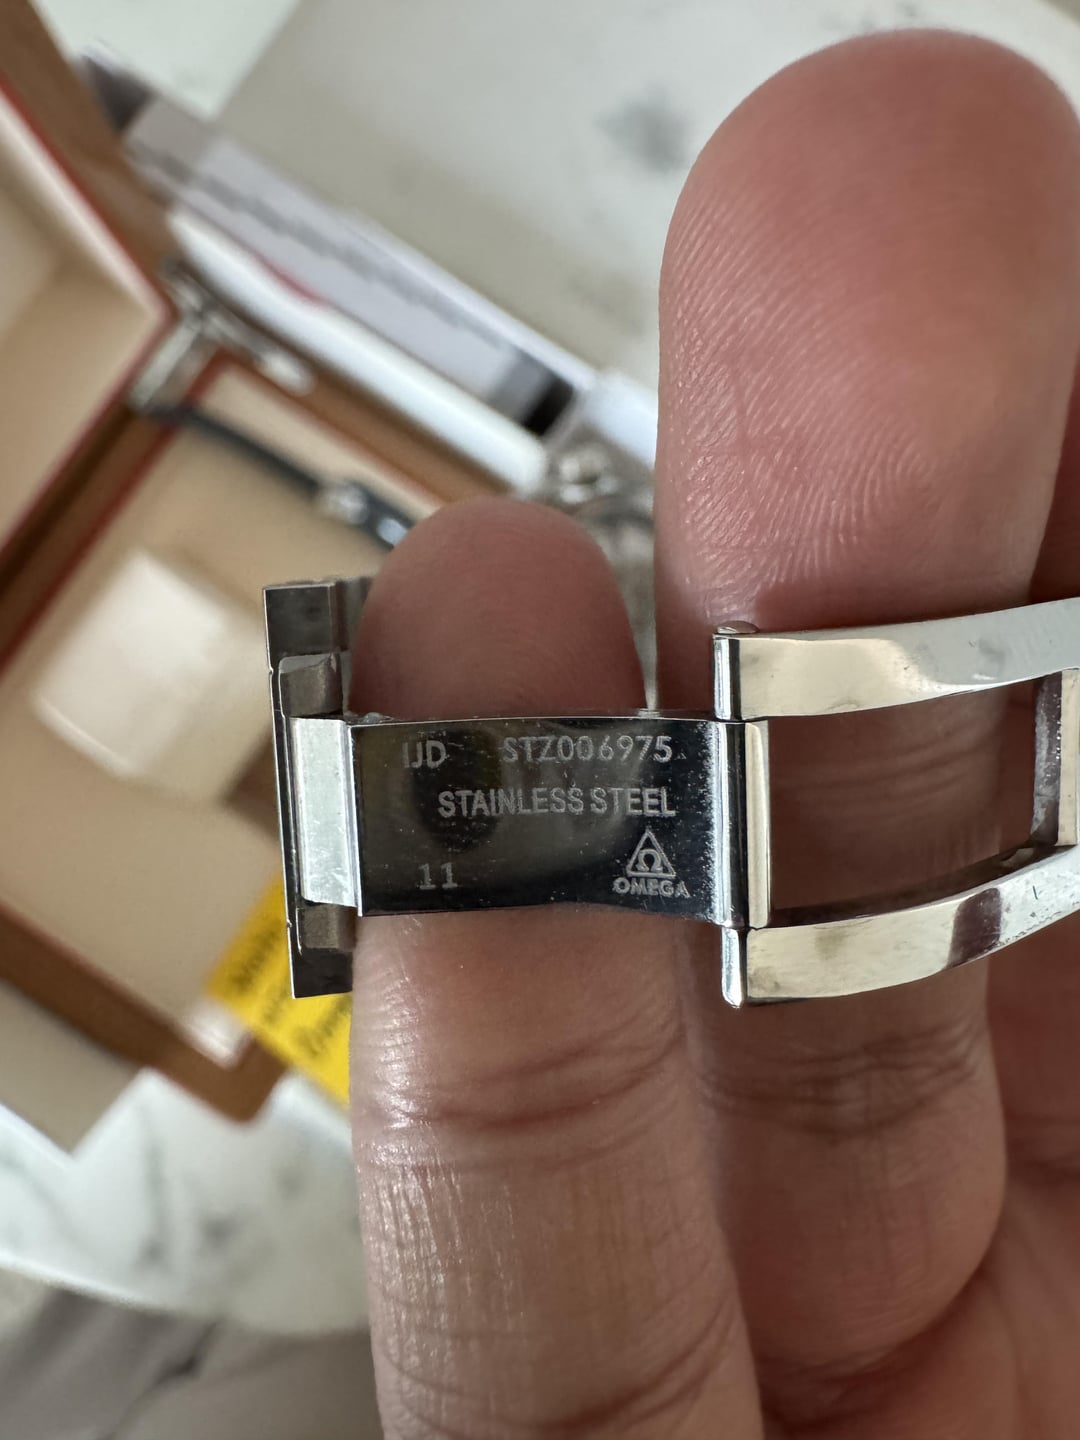 IJD STZ006975
STAINLESS STEEL
11
Ω
OMEGA